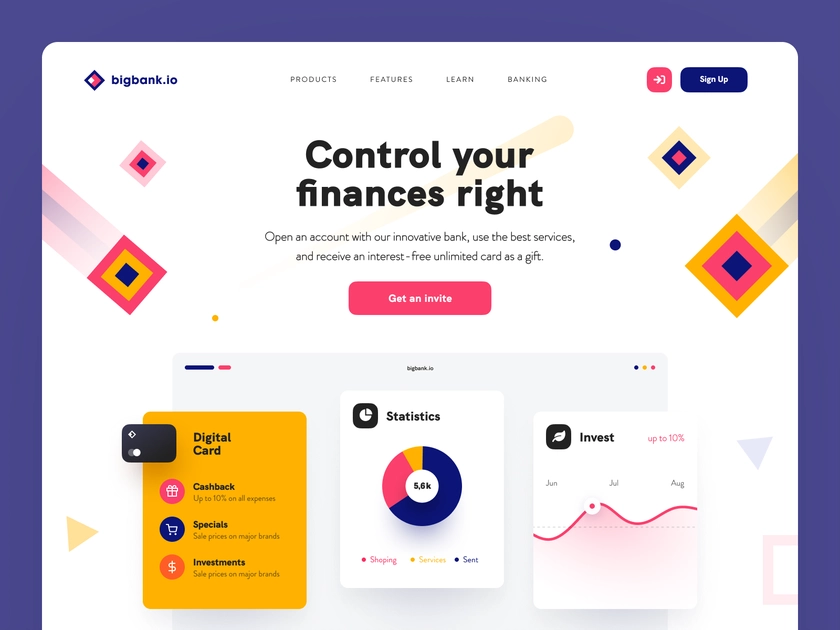 bigbank.io
PRODUCTS FEATURES LEARN BANKING
Sign Up
Control your
finances right
Open an account with our innovative bank, use the best services,
and receive an interest-free unlimited card as a gift.
Get an invite
bigbank.io
Digital
Card
Cashback
Up to 10% on all expenses
Specials
Sale prices on major brands
Investments
Sale prices on major brands
Statistics
5,6k
Shoping Services Sent
Invest up to 10%
Jun Jul Aug